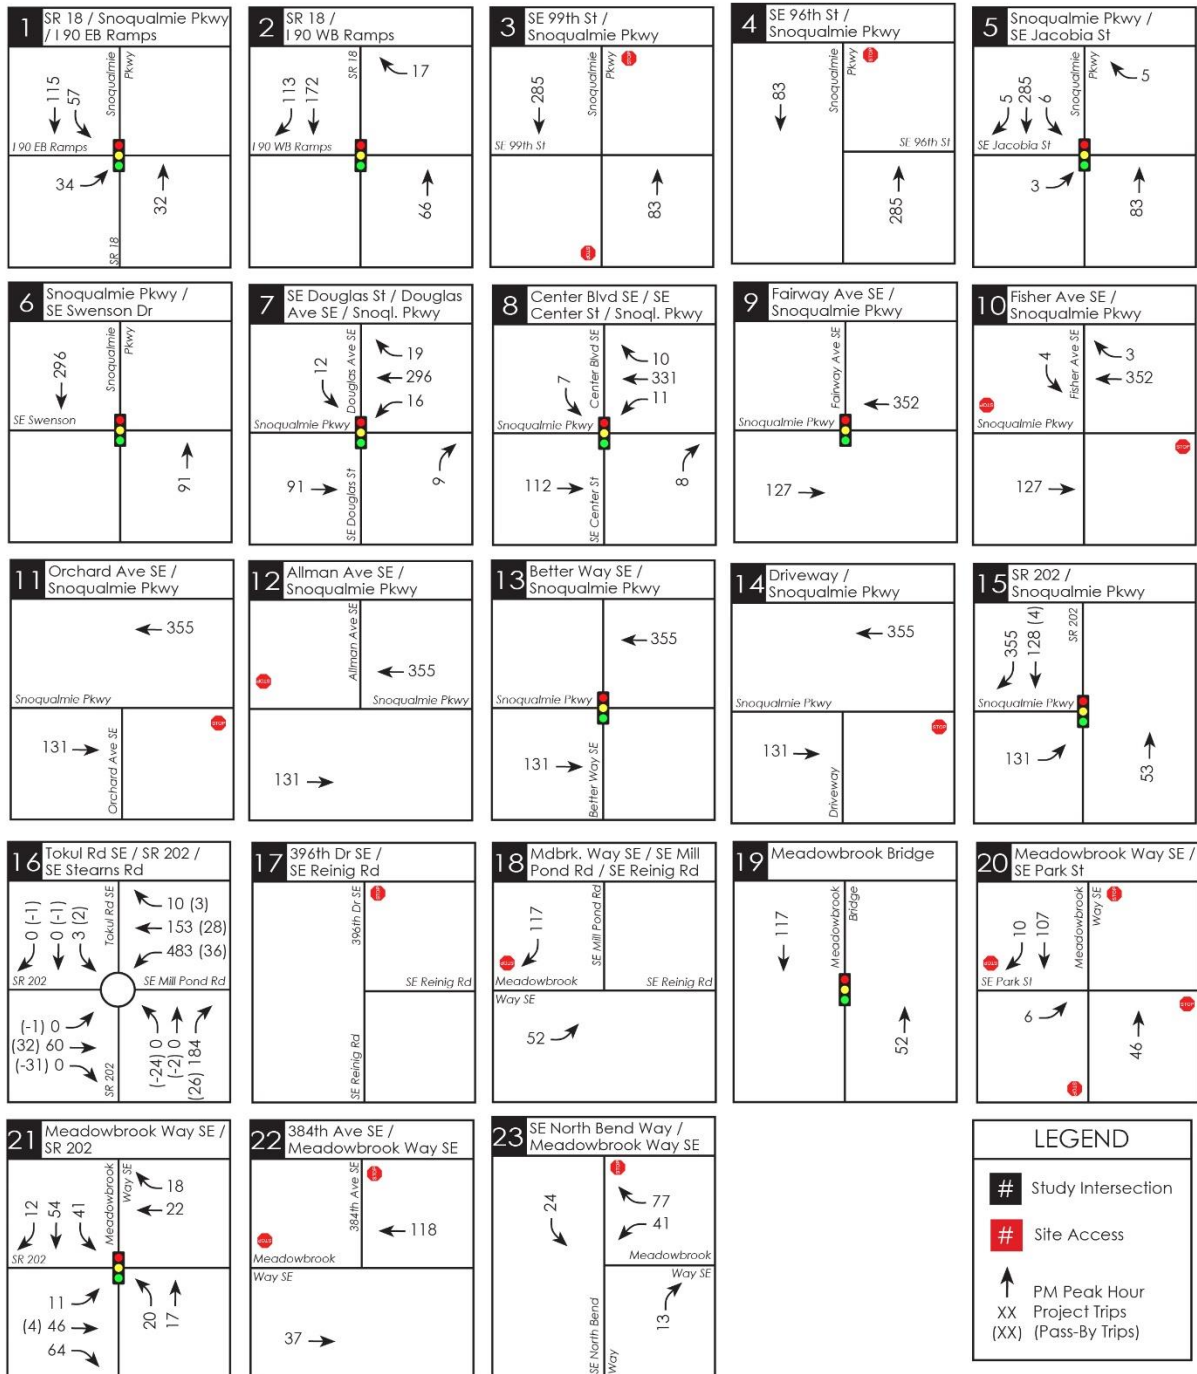 1
SR 18 / Snoqualmie Pkwy
/ I 90 EB Ramps
115
57
Snoqualmie
Pkwy
I 90 EB Ramps
34
32
SR 18
2
SR 18 /
I 90 WB Ramps
113
172
SR 18
17
I 90 WB Ramps
66
3
SE 99th St /
Snoqualmie Pkwy
285
Snoqualmie
Pkwy
STOP
SE 99th St
83
STOP
4
SE 96th St /
Snoqualmie Pkwy
83
Snoqualmie
Pkwy
STOP
SE 96th St
285
5
Snoqualmie Pkwy /
SE Jacobia St
5
285
6
Snoqualmie
Pkwy
5
SE Jacobia St
3
83
6
Snoqualmie Pkwy /
SE Swenson Dr
296
Snoqualmie
Pkwy
SE Swenson
91
7
SE Douglas St / Douglas
Ave SE / Snoql. Pkwy
12
Douglas Ave SE
19
296
16
Snoqualmie Pkwy
91
SE Douglas St
9
8
Center Blvd SE / SE
Center St / Snoql. Pkwy
7
Center Blvd SE
10
331
11
Snoqualmie Pkwy
112
SE Center St
8
9
Fairway Ave SE /
Snoqualmie Pkwy
Fairway Ave SE
352
Snoqualmie Pkwy
127
10
Fisher Ave SE /
Snoqualmie Pkwy
4
Fisher Ave SE
3
352
STOP
Snoqualmie Pkwy
STOP
127
11
Orchard Ave SE /
Snoqualmie Pkwy
355
Snoqualmie Pkwy
131
Orchard Ave SE
STOP
12
Allman Ave SE /
Snoqualmie Pkwy
Allman Ave SE
STOP
355
Snoqualmie Pkwy
131
13
Better Way SE /
Snoqualmie Pkwy
355
Snoqualmie Pkwy
131
Better Way SE
14
Driveway /
Snoqualmie Pkwy
355
Snoqualmie Pkwy
131
Driveway
STOP
15
SR 202 /
Snoqualmie Pkwy
355
128 (4)
SR 202
Snoqualmie Pkwy
131
53
16
Tokul Rd SE / SR 202 /
SE Stearns Rd
0 (-1)
0 (-1)
3 (2)
Tokul Rd SE
10 (3)
153 (28)
483 (36)
SR 202
SE Mill Pond Rd
(-1) 0
(32) 60
(-31) 0
SR 202
(-24) 0
(-2) 0
(26) 184
17
396th Dr SE /
SE Reinig Rd
396th Dr SE
STOP
SE Reinig Rd
SE Reinig Rd
18
Mdbrk. Way SE / SE Mill
Pond Rd / SE Reinig Rd
117
SE Mill Pond Rd
STOP
Meadowbrook
SE Reinig Rd
Way SE
52
19
Meadowbrook Bridge
117
Meadowbrook
Bridge
52
20
Meadowbrook Way SE /
SE Park St
10
107
Meadowbrook
Way SE
STOP
STOP
SE Park St
STOP
6
46
STOP
21
Meadowbrook Way SE /
SR 202
12
54
41
Meadowbrook
Way SE
18
22
SR 202
11
(4) 46
64
20
17
22
384th Ave SE /
Meadowbrook Way SE
384th Ave SE
STOP
118
STOP
Meadowbrook
Way SE
37
23
SE North Bend Way /
Meadowbrook Way SE
24
STOP
77
41
Meadowbrook
Way SE
13
SE North Bend
Way
LEGEND
# Study Intersection
# Site Access
PM Peak Hour
XX Project Trips
(XX) (Pass-By Trips)